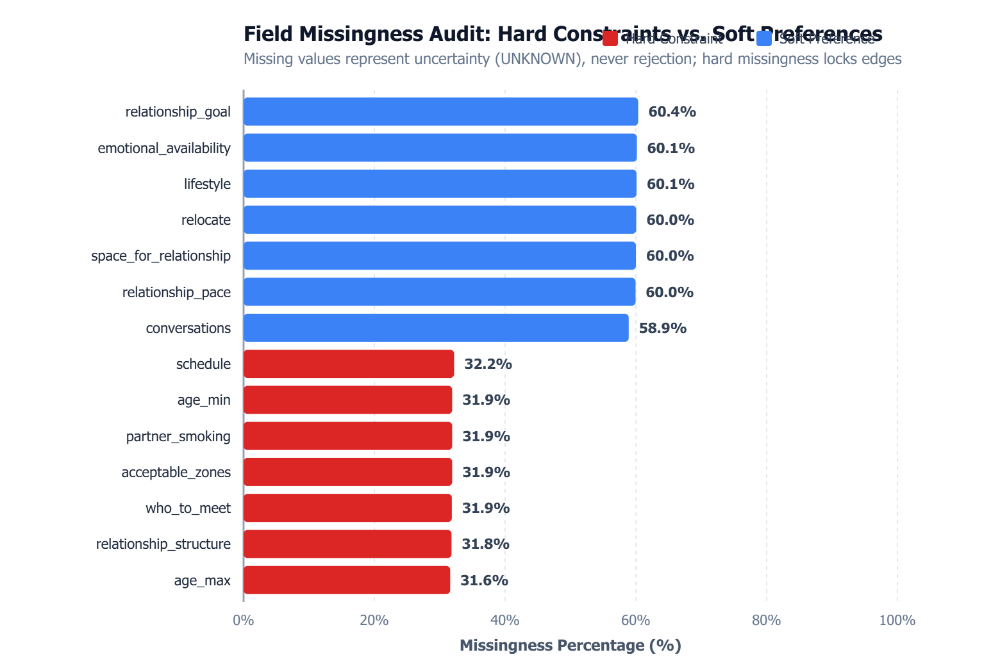 Field Missingness Audit: Hard Constraints vs. Soft Preferences
Hard Constraint
Soft Preference
Missing values represent uncertainty (UNKNOWN), never rejection; hard missingness locks edges
relationship_goal 60.4%
emotional_availability 60.1%
lifestyle 60.1%
relocate 60.0%
space_for_relationship 60.0%
relationship_pace 60.0%
conversations 58.9%
schedule 32.2%
age_min 31.9%
partner_smoking 31.9%
acceptable_zones 31.9%
who_to_meet 31.9%
relationship_structure 31.8%
age_max 31.6%
0% 20% 40% 60% 80% 100%
Missingness Percentage (%)